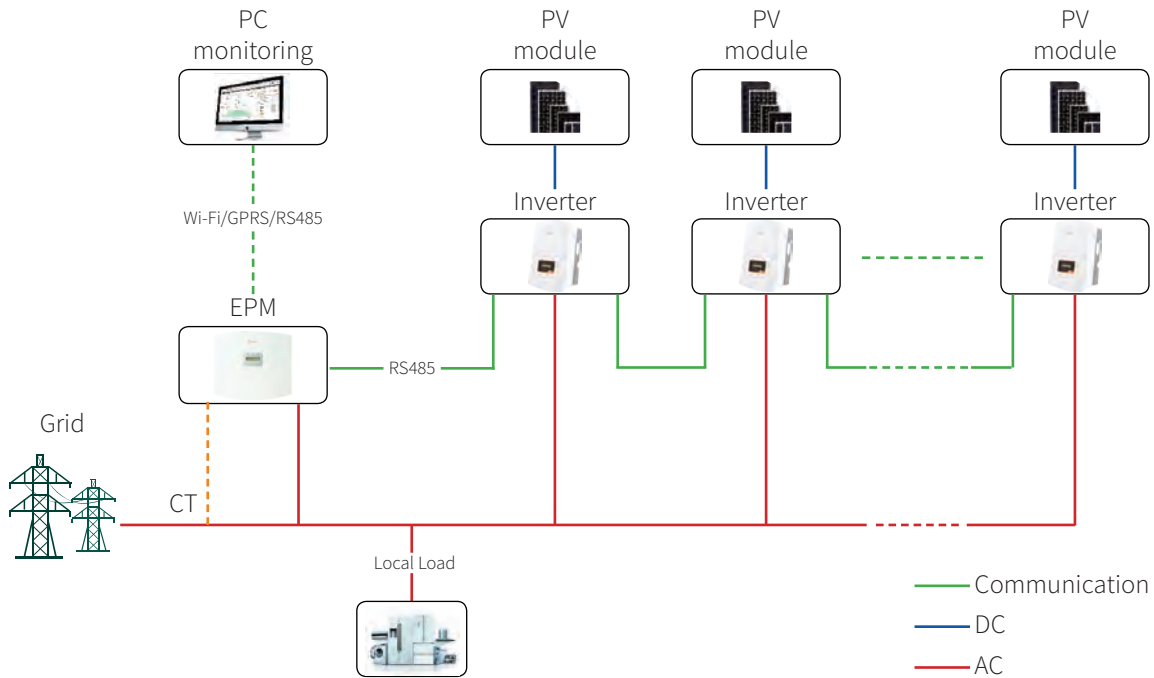 PC
monitoring
PV
module
PV
module
PV
module
Wi-Fi/GPRS/RS485
Inverter
Inverter
Inverter
EPM
RS485
Grid
CT
Local Load
Communication
DC
AC